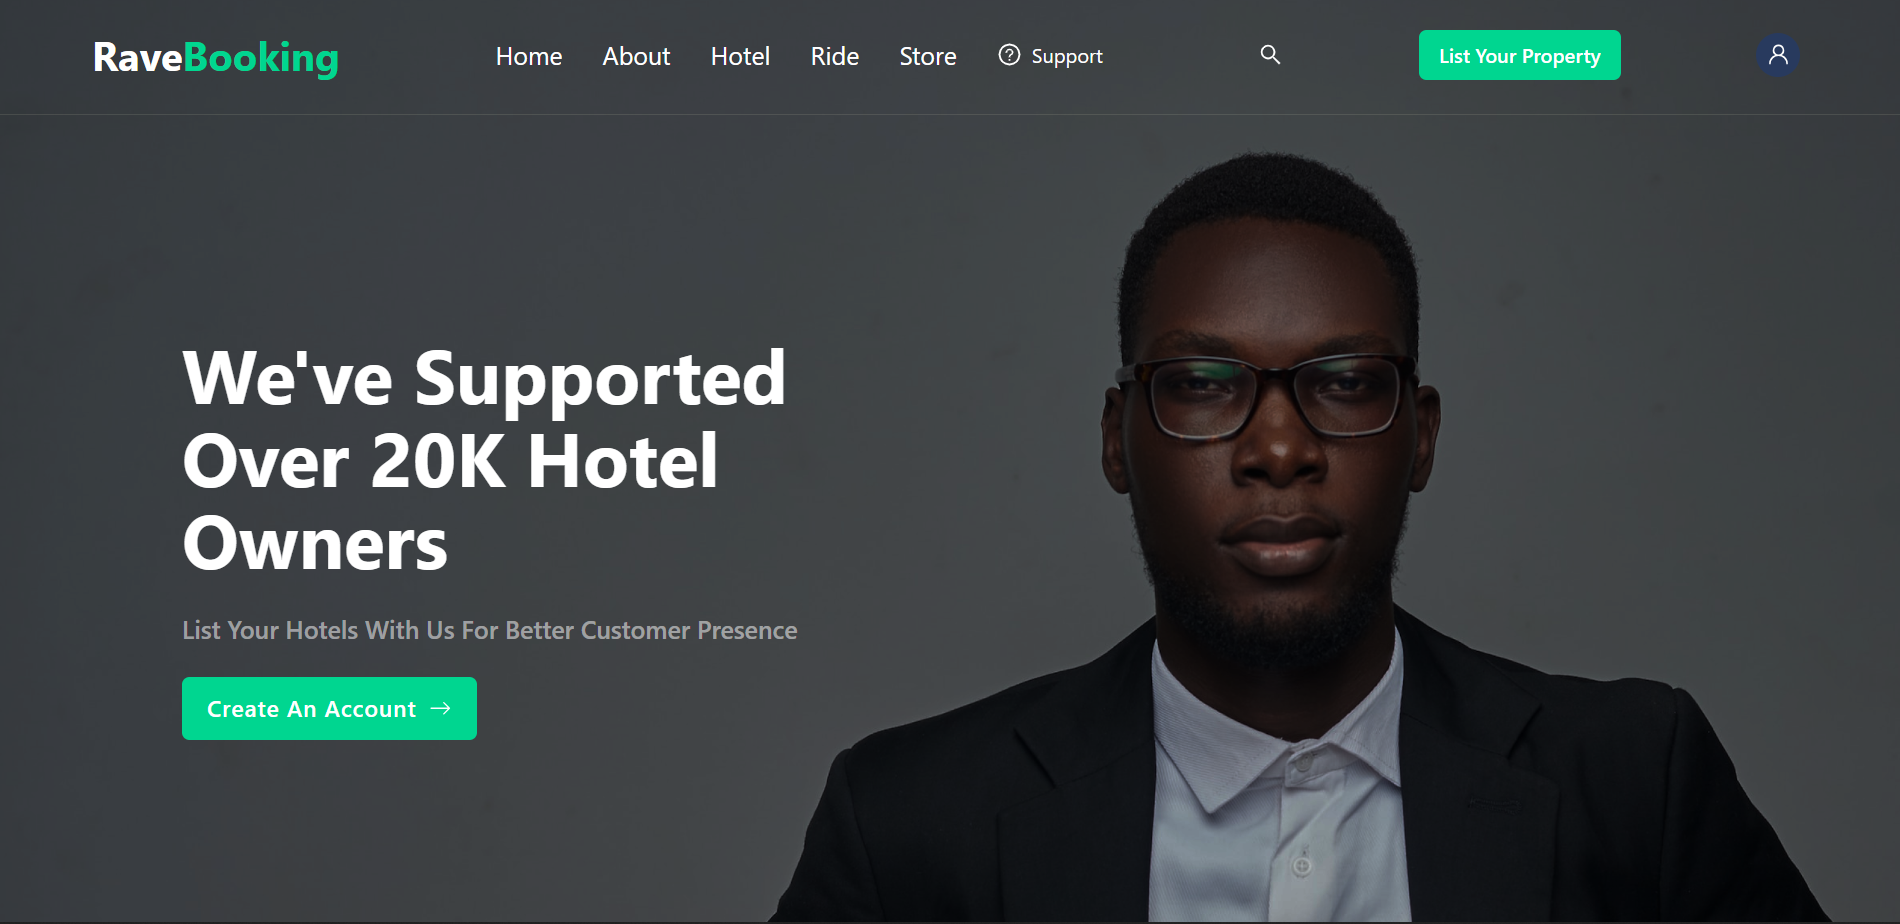 RaveBooking
Home About Hotel Ride Store Support
List Your Property
We've Supported
Over 20K Hotel
Owners
List Your Hotels With Us For Better Customer Presence
Create An Account